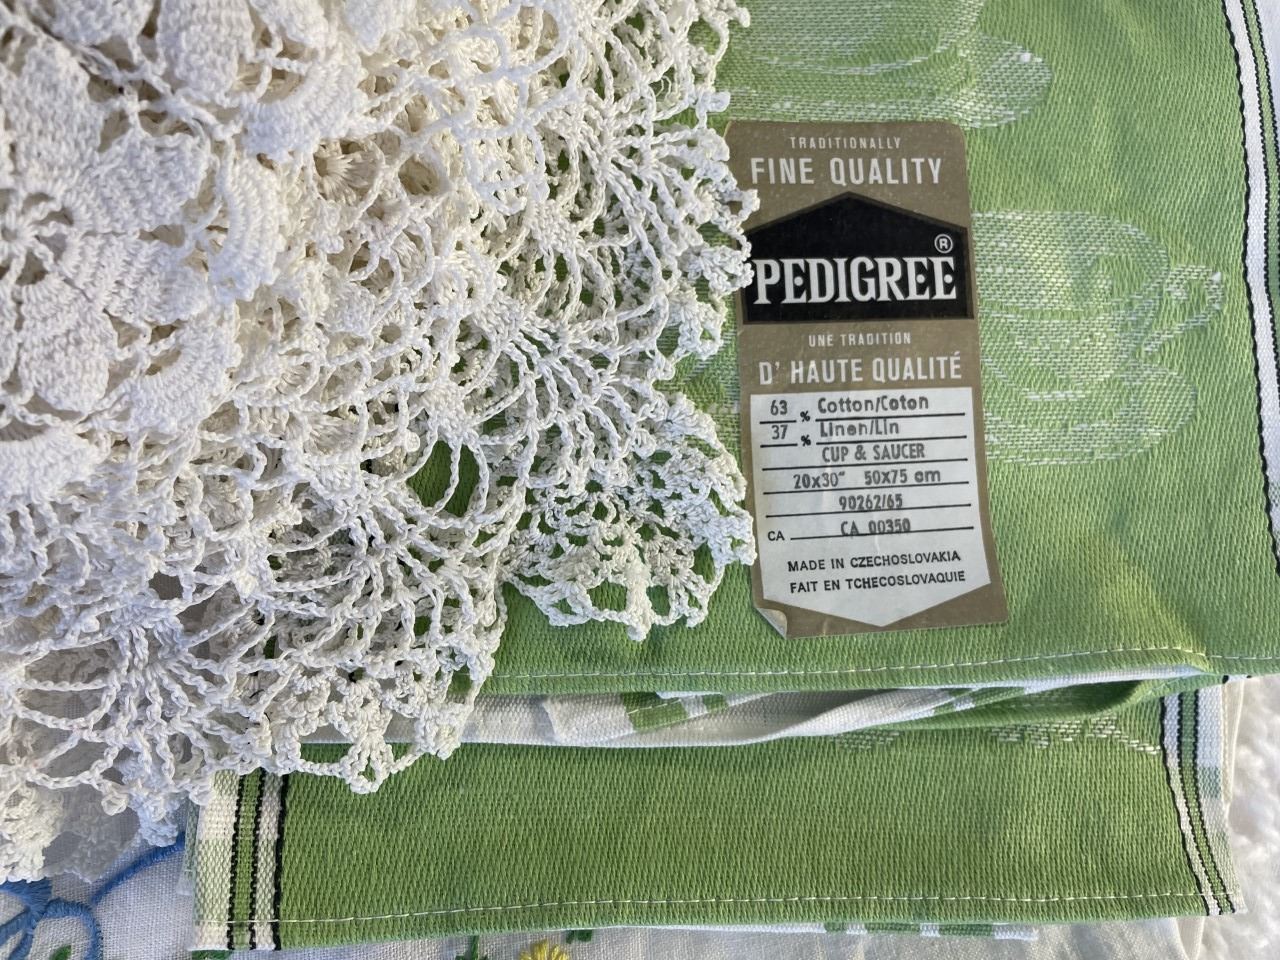 TRADITIONALLY
FINE QUALITY
PEDIGREE ®
UNE TRADITION
D' HAUTE QUALITÉ
63 % Cotton/Coton
37 % Linen/Lin
CUP & SAUCER
20x30" 50x75 cm
90262/65
CA CA 00350
MADE IN CZECHOSLOVAKIA
FAIT EN TCHECOSLOVAQUIE